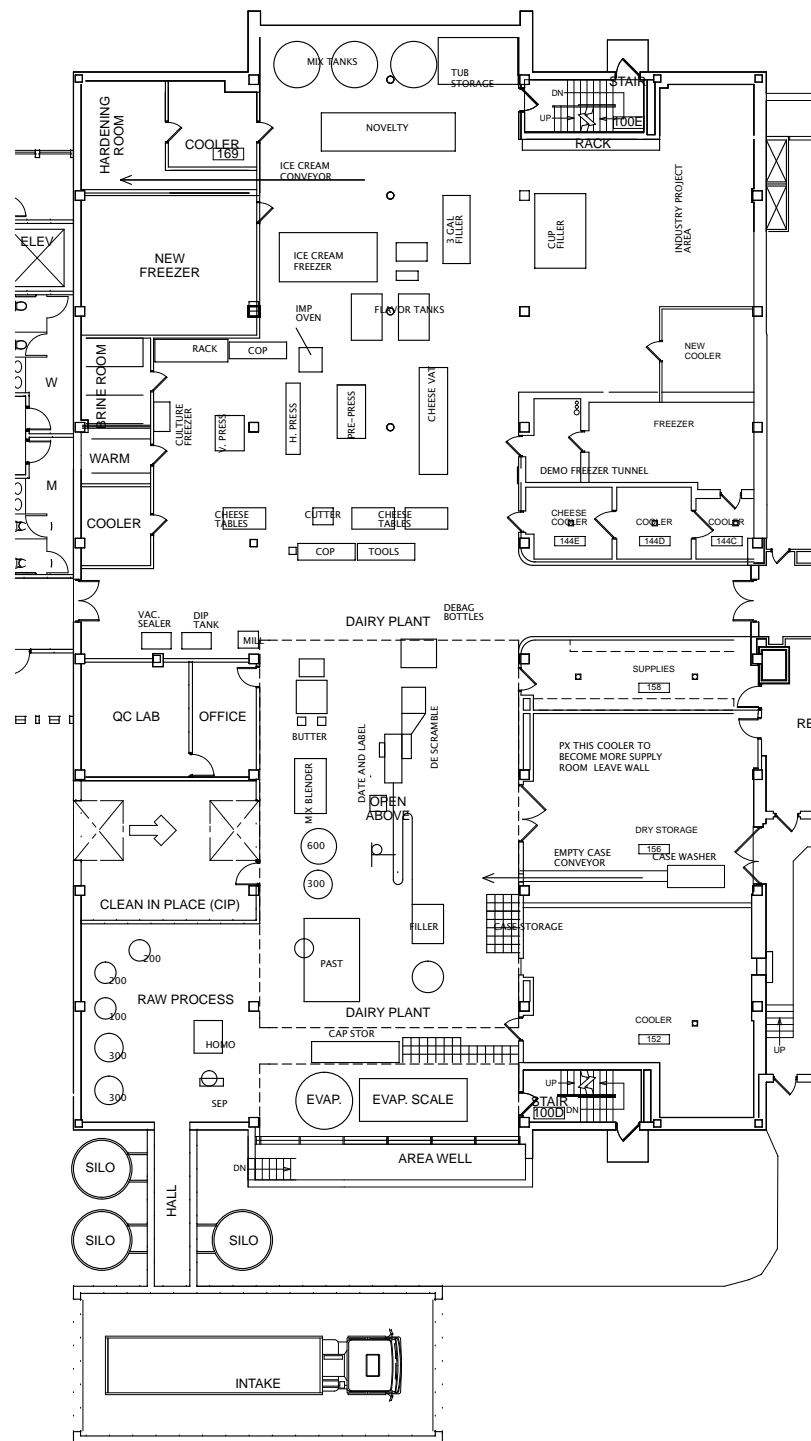 MIX TANKS
TUB
STORAGE
STAIR
DN
UP
100E
HARDENING
ROOM
COOLER
169
NOVELTY
RACK
ICE CREAM
CONVEYOR
3 GAL
FILLER
CUP
FILLER
INDUSTRY PROJECT
AREA
ELEV
NEW
FREEZER
ICE CREAM
FREEZER
IMP
OVEN
FLAVOR TANKS
RACK
COP
NEW
COOLER
W
BRINE ROOM
CULTURE
FREEZER
V. PRESS
H. PRESS
PRE-PRESS
CHEESE VAT
FREEZER
M
WARM
DEMO FREEZER TUNNEL
COOLER
CHEESE
TABLES
CUTTER
CHEESE
TABLES
CHEESE
COOLER
144E
COOLER
144D
COOLER
144C
COP
TOOLS
VAC.
SEALER
DIP
TANK
MILL
DAIRY PLANT
DEBAG
BOTTLES
SUPPLIES
158
QC LAB
OFFICE
BUTTER
DATE AND LABEL
DE SCRAMBLE
RE
PX THIS COOLER TO
BECOME MORE SUPPLY
ROOM LEAVE WALL
MIX BLENDER
OPEN
ABOVE
600
300
DRY STORAGE
156
EMPTY CASE
CONVEYOR
CASE WASHER
CLEAN IN PLACE (CIP)
FILLER
CASE STORAGE
200
PAST
200
RAW PROCESS
100
DAIRY PLANT
COOLER
152
HOMO
CAP STOR
300
UP
300
SEP
EVAP.
EVAP. SCALE
UP
STAIR
100D
DN
SILO
DN
AREA WELL
HALL
SILO
SILO
INTAKE